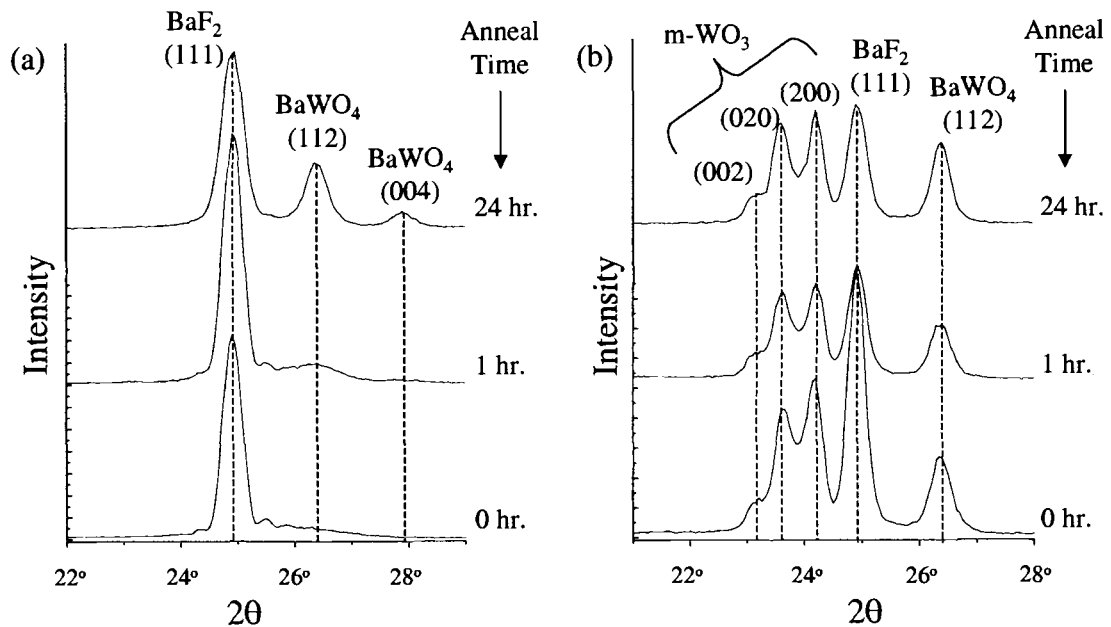 (a)
BaF₂
(111)
BaWO₄
(112)
BaWO₄
(004)
Anneal
Time
24 hr.
1 hr.
0 hr.
Intensity
22° 24° 26° 28°
2θ
(b)
m-WO₃
(002)
(020)
(200)
BaF₂
(111)
BaWO₄
(112)
Anneal
Time
24 hr.
1 hr.
0 hr.
Intensity
22° 24° 26° 28°
2θ